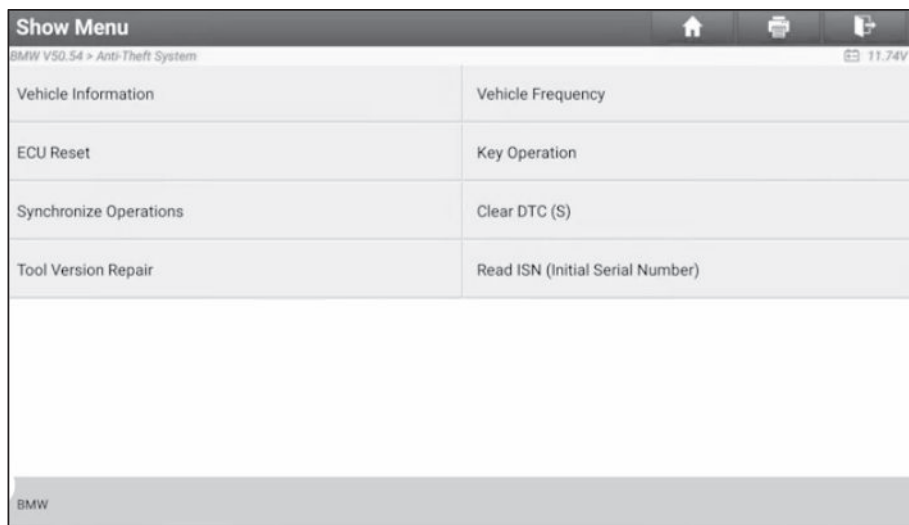 Show Menu
BMW V50.54 > Anti-Theft System 11.74V
Vehicle Information Vehicle Frequency
ECU Reset Key Operation
Synchronize Operations Clear DTC (S)
Tool Version Repair Read ISN (Initial Serial Number)
BMW